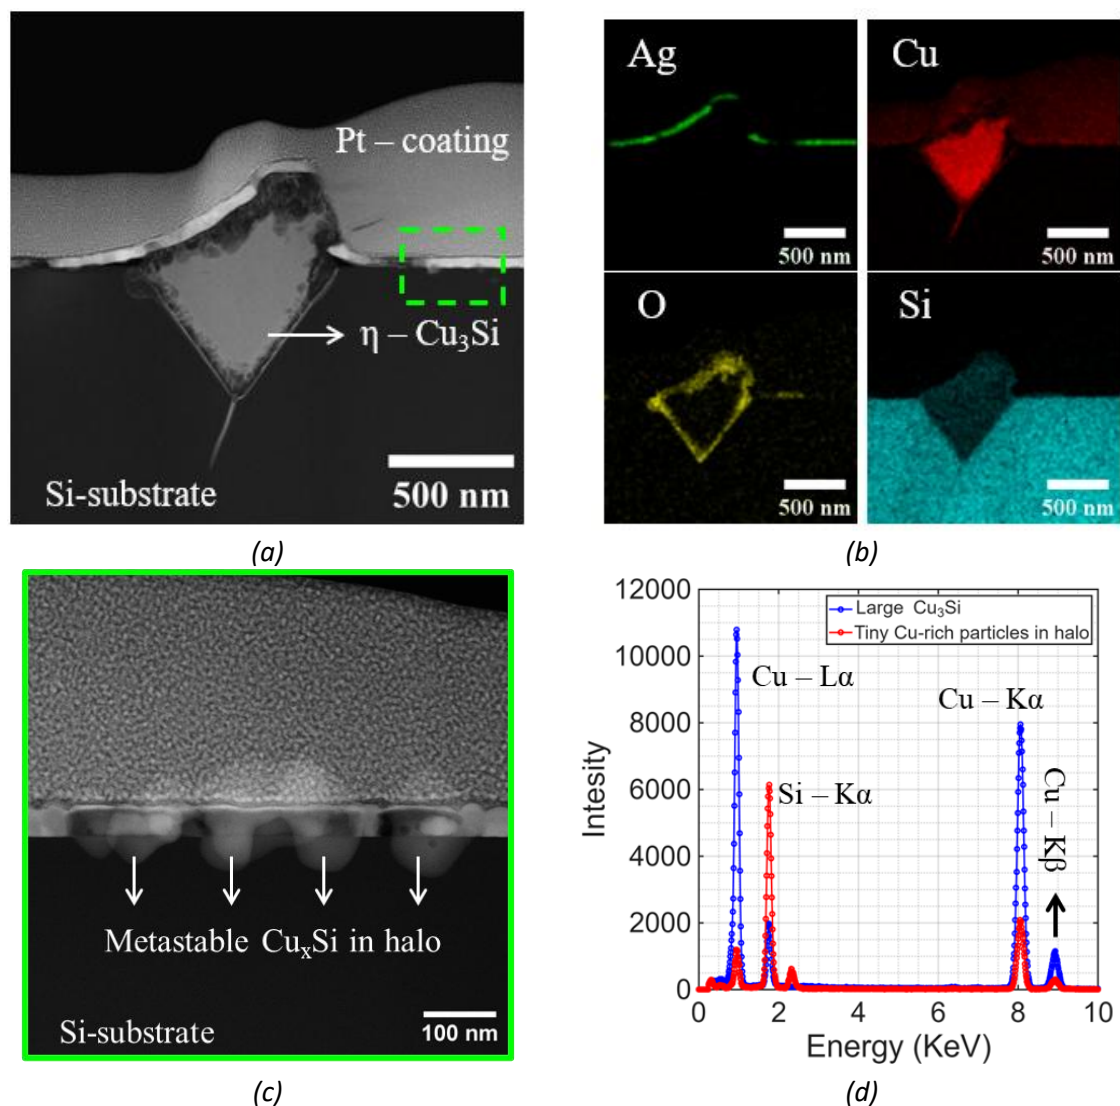 Pt – coating
η – Cu₃Si
Si-substrate
500 nm
(a)
Ag
500 nm
Cu
500 nm
O
500 nm
Si
500 nm
(b)
Metastable CuₓSi in halo
Si-substrate
100 nm
(c)
12000
10000
8000
6000
4000
2000
0
Intesity
Large Cu₃Si
Tiny Cu-rich particles in halo
Cu – Lα
Si – Kα
Cu – Kα
Cu – Kβ
0 2 4 6 8 10
Energy (KeV)
(d)